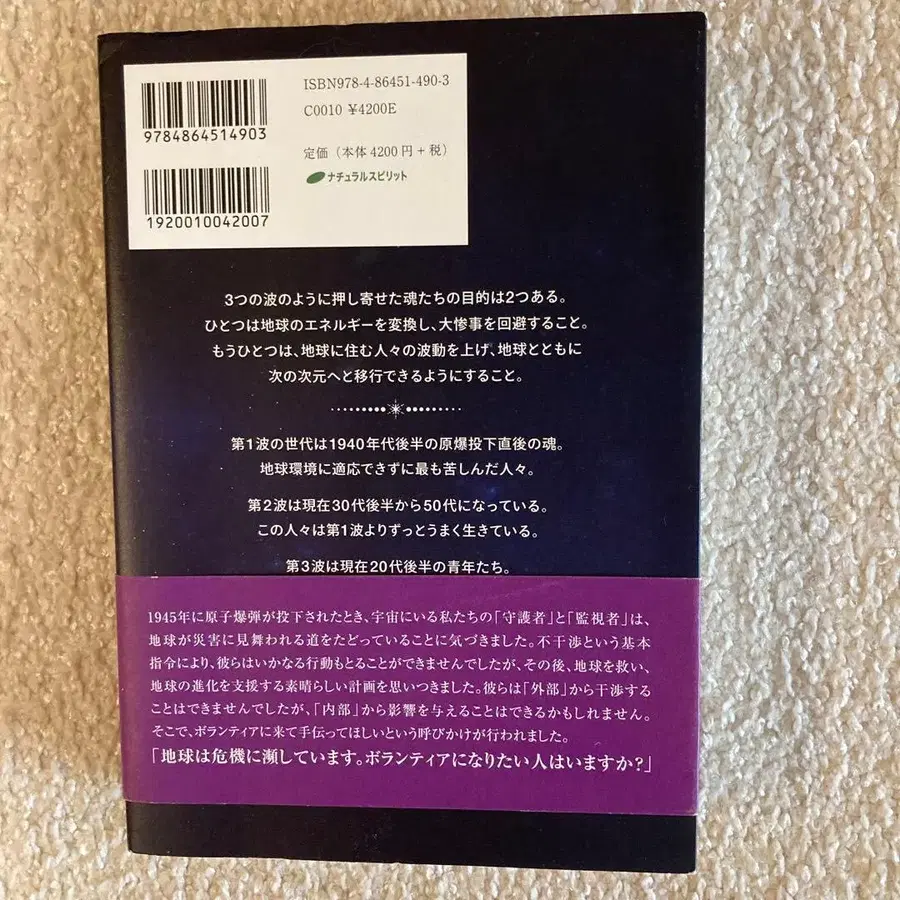 ISBN978-4-86451-490-3
C0010 ¥4200E
9784864514903
定価（本体4200円+税）
ナチュラルスピリット
1920010042007
3つの波のように押し寄せた魂たちの目的は2つある。
ひとつは地球のエネルギーを変換し、大惨事を回避すること。
もうひとつは、地球に住む人々の波動を上げ、地球とともに
次の次元へと移行できるようにすること。
第1波の世代は1940年代後半の原爆投下直後の魂。
地球環境に適応できずに最も苦しんだ人々。
第2波は現在30代後半から50代になっている。
この人々は第1波よりずっとうまく生きている。
第3波は現在20代後半の青年たち。
1945年に原子爆弾が投下されたとき、宇宙にいる私たちの「守護者」と「監視者」は、
地球が災害に見舞われる道をたどっていることに気づきました。不干渉という基本
指令により、彼らはいかなる行動もとることができませんでしたが、その後、地球を救い、
地球の進化を支援する素晴らしい計画を思いつきました。彼らは「外部」から干渉する
ことはできませんでしたが、「内部」から影響を与えることはできるかもしれません。
そこで、ボランティアに来て手伝ってほしいという呼びかけが行われました。
「地球は危機に瀕しています。ボランティアになりたい人はいますか？」